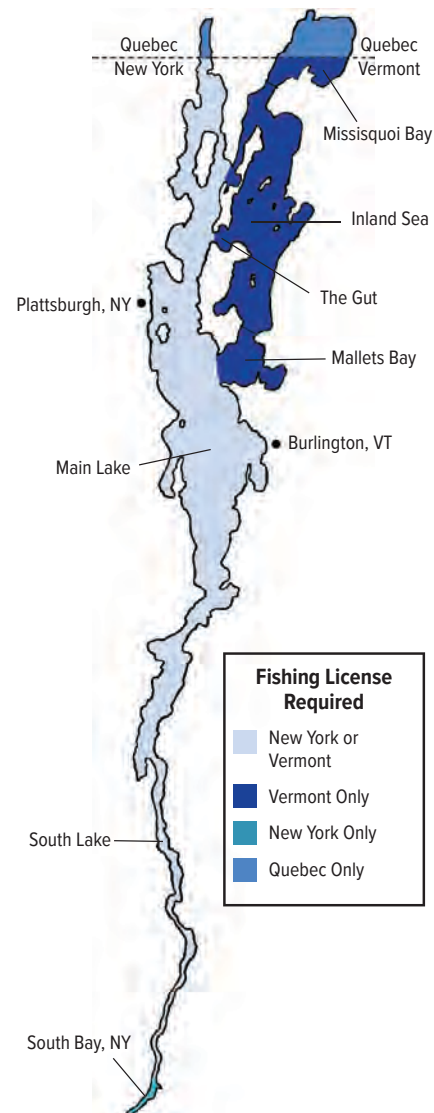 Quebec
New York
Quebec
Vermont
Missisquoi Bay
Inland Sea
The Gut
Plattsburgh, NY
Mallets Bay
Burlington, VT
Main Lake
Fishing License
Required
New York or
Vermont
Vermont Only
New York Only
Quebec Only
South Lake
South Bay, NY